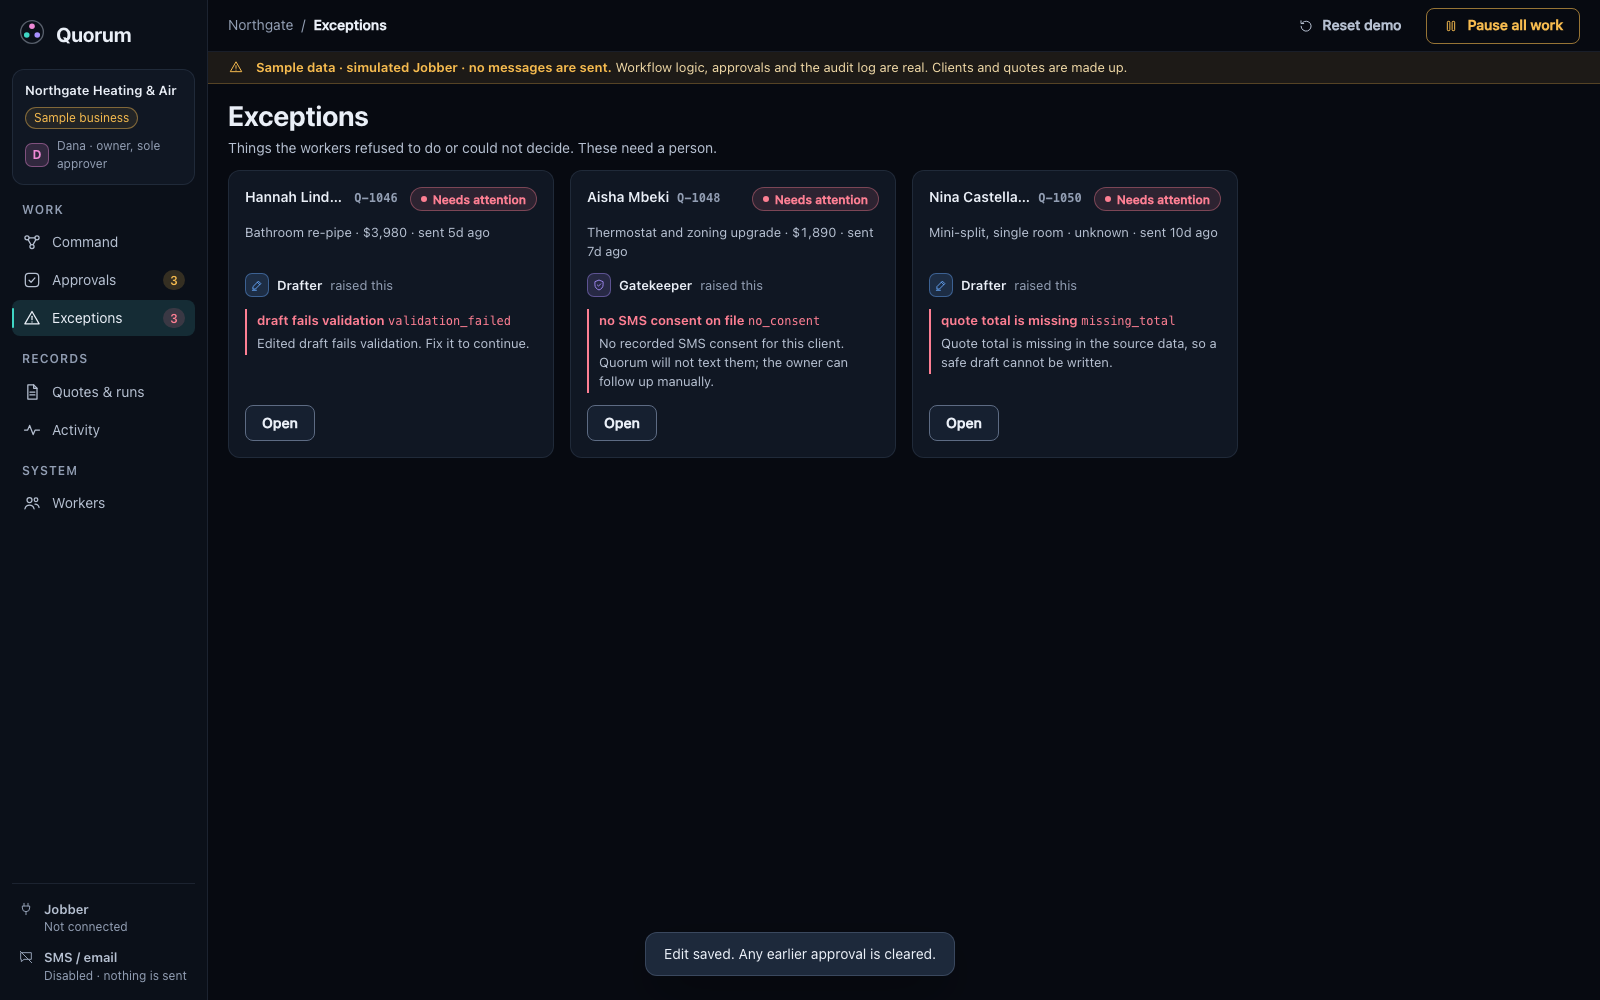 Quorum
Northgate Heating & Air
Sample business
D
Dana · owner, sole
approver
WORK
Command
Approvals 3
Exceptions 3
RECORDS
Quotes & runs
Activity
SYSTEM
Workers
Jobber
Not connected
SMS / email
Disabled · nothing is sent
Northgate / Exceptions
Reset demo
Pause all work
Sample data · simulated Jobber · no messages are sent. Workflow logic, approvals and the audit log are real. Clients and quotes are made up.
Exceptions
Things the workers refused to do or could not decide. These need a person.
Hannah Lind... Q-1046 Needs attention
Bathroom re-pipe · $3,980 · sent 5d ago
Drafter raised this
draft fails validation validation_failed
Edited draft fails validation. Fix it to continue.
Open
Aisha Mbeki Q-1048 Needs attention
Thermostat and zoning upgrade · $1,890 · sent
7d ago
Gatekeeper raised this
no SMS consent on file no_consent
No recorded SMS consent for this client.
Quorum will not text them; the owner can
follow up manually.
Open
Nina Castella... Q-1050 Needs attention
Mini-split, single room · unknown · sent 10d ago
Drafter raised this
quote total is missing missing_total
Quote total is missing in the source data, so a
safe draft cannot be written.
Open
Edit saved. Any earlier approval is cleared.